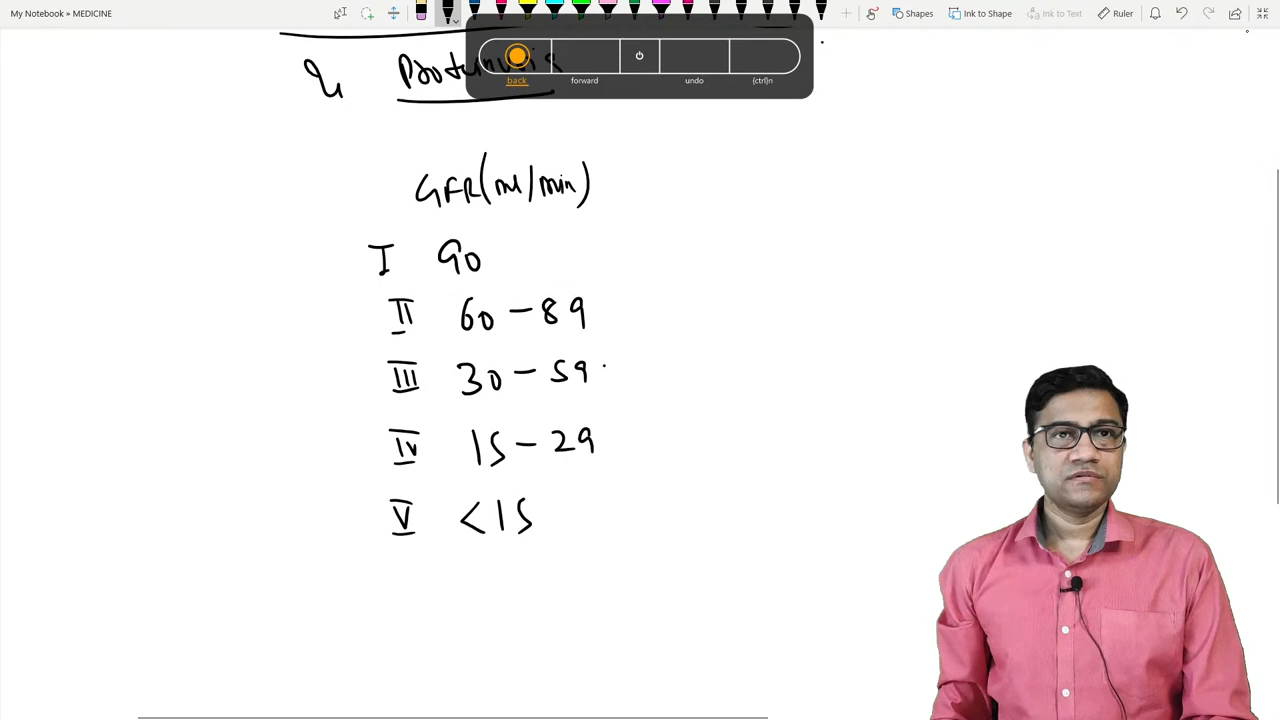 My Notebook » MEDICINE
Shapes Ink to Shape Ink to Text Ruler
back forward undo (ctrl)n
GFR(ml/min)
I 90
II 60-89
III 30-59
IV 15-29
V <15